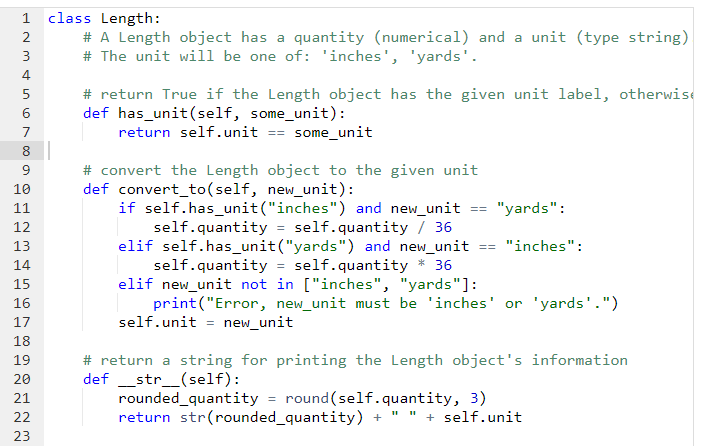 1 class Length:
2     # A Length object has a quantity (numerical) and a unit (type string)
3     # The unit will be one of: 'inches', 'yards'.
4
5     # return True if the Length object has the given unit label, otherwise
6     def has_unit(self, some_unit):
7         return self.unit == some_unit
8
9     # convert the Length object to the given unit
10     def convert_to(self, new_unit):
11         if self.has_unit("inches") and new_unit == "yards":
12             self.quantity = self.quantity / 36
13         elif self.has_unit("yards") and new_unit == "inches":
14             self.quantity = self.quantity * 36
15         elif new_unit not in ["inches", "yards"]:
16             print("Error, new_unit must be 'inches' or 'yards'.")
17         self.unit = new_unit
18
19     # return a string for printing the Length object's information
20     def __str__(self):
21         rounded_quantity = round(self.quantity, 3)
22         return str(rounded_quantity) + " " + self.unit
23